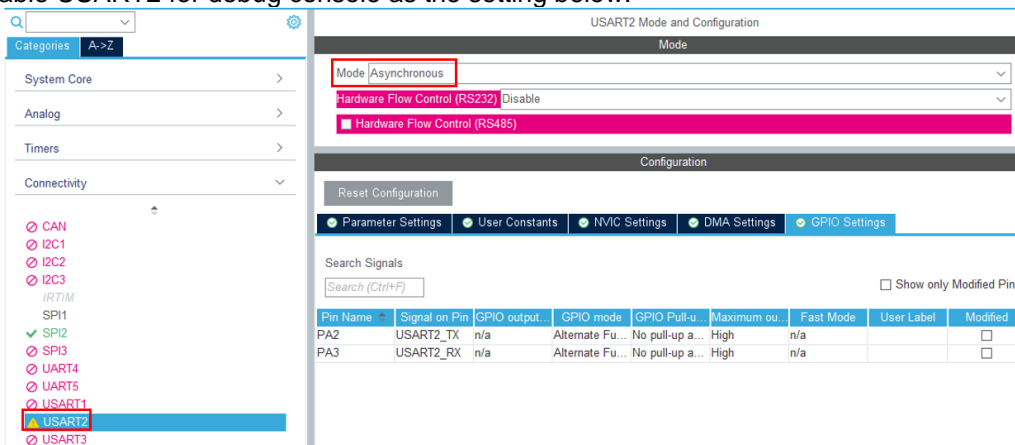 able USART2 for debug console as the setting below.
USART2 Mode and Configuration
Categories A->Z
Mode
System Core
Mode Asynchronous
Hardware Flow Control (RS232) Disable
Analog
Hardware Flow Control (RS485)
Timers
Configuration
Connectivity
Reset Configuration
Parameter Settings User Constants NVIC Settings DMA Settings GPIO Settings
CAN
I2C1
I2C2
I2C3
IRTIM
SPI1
SPI2
SPI3
UART4
UART5
USART1
USART2
USART3
Search Signals
Search (Ctrl+F)
Show only Modified Pin
Pin Name Signal on Pin GPIO output... GPIO mode GPIO Pull-u... Maximum ou... Fast Mode User Label Modified
PA2 USART2_TX n/a Alternate Fu... No pull-up a... High n/a
PA3 USART2_RX n/a Alternate Fu... No pull-up a... High n/a